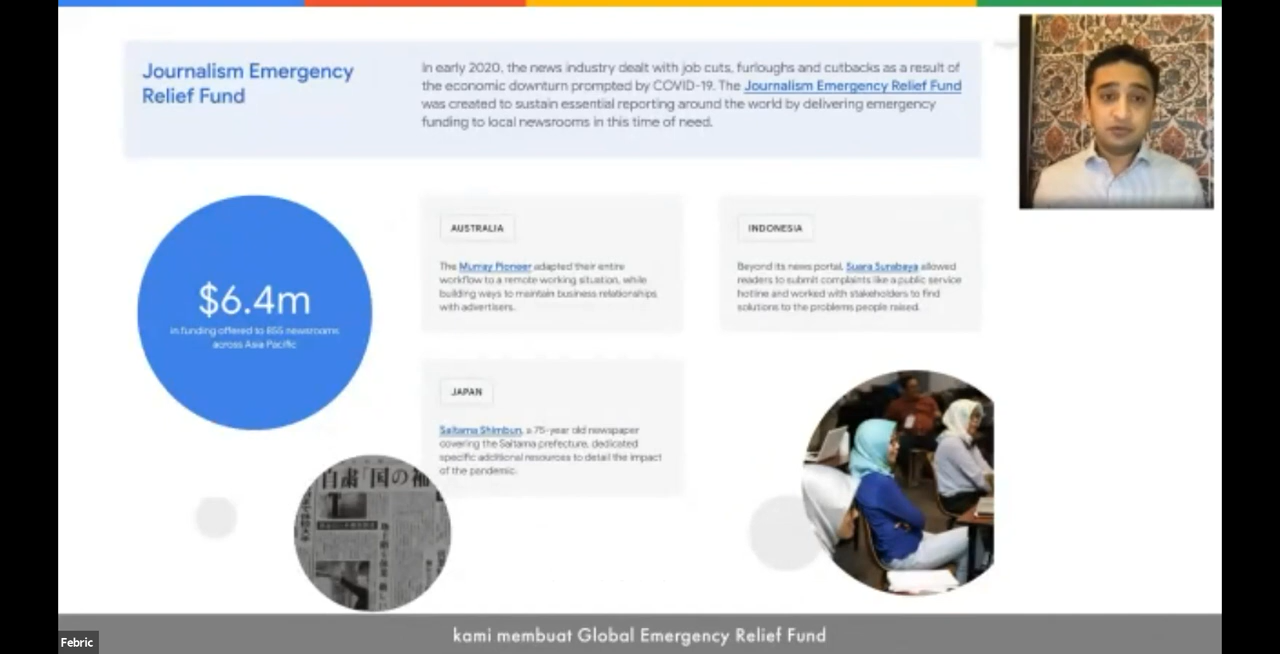 Journalism Emergency
Relief Fund
In early 2020, the news industry dealt with job cuts, furloughs and cutbacks as a result of
the economic downturn prompted by COVID-19. The Journalism Emergency Relief Fund
was created to sustain essential reporting around the world by delivering emergency
funding to local newsrooms in this time of need.
$6.4m
in funding offered to 855 newsrooms
across Asia Pacific
AUSTRALIA
The Murray Pioneer adapted their entire
workflow to a remote working situation, while
building ways to maintain business relationships
with advertisers.
INDONESIA
Beyond its news portal, Suara Surabaya allowed
readers to submit complaints like a public service
hotline and worked with stakeholders to find
solutions to the problems people raised.
JAPAN
Saitama Shimbun, a 75-year old newspaper
covering the Saitama prefecture, dedicated
specific additional resources to detail the impact
of the pandemic.
自粛「国の補
kami membuat Global Emergency Relief Fund
Febric